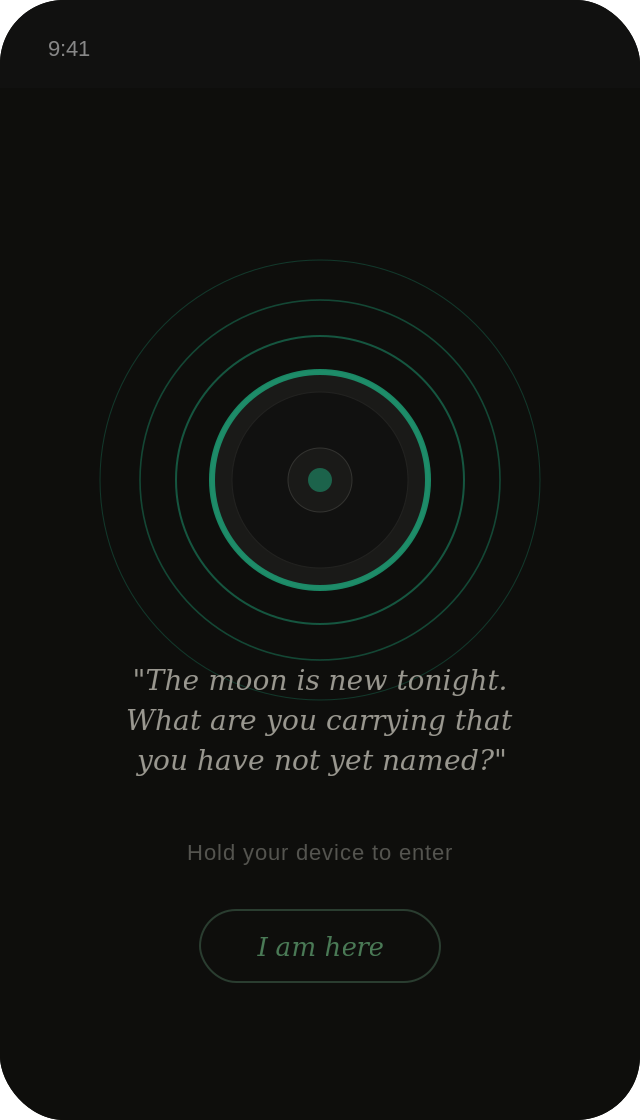 9:41
"The moon is new tonight.
What are you carrying that
you have not yet named?"
Hold your device to enter
I am here